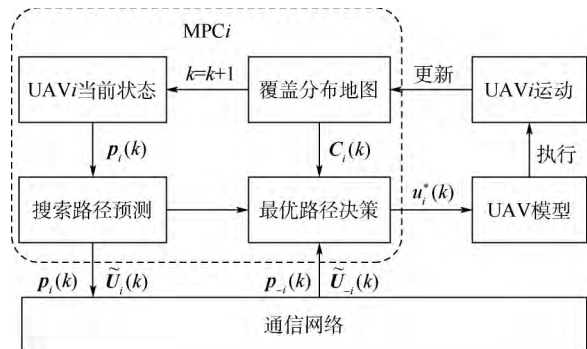 MPCi
UAVi当前状态
k=k+1
覆盖分布地图
更新
UAVi运动
p_i(k)
C_i(k)
执行
搜索路径预测
最优路径决策
u_i^*(k)
UAV模型
p_i(k) Ũ_i(k)
p_{-i}(k) Ũ_{-i}(k)
通信网络